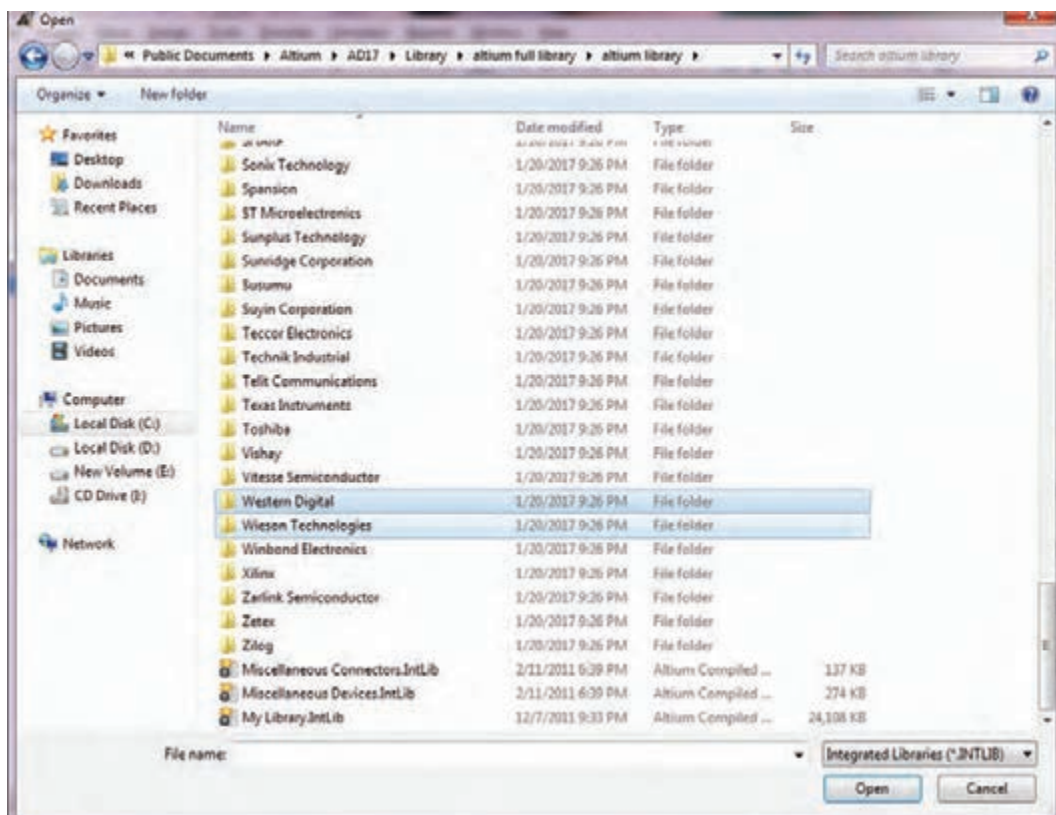 Open
« Public Documents ▸ Altium ▸ AD17 ▸ Library ▸ altium full library ▸ altium library ▸ Search altium library
Organize ▾ New folder
Name Date modified Type Size
Favorites
Desktop
Downloads
Recent Places
Libraries
Documents
Music
Pictures
Videos
Computer
Local Disk (C:)
Local Disk (D:)
New Volume (E:)
CD Drive (I:)
Network
Sonix Technology 1/20/2017 9:26 PM File folder
Spansion 1/20/2017 9:26 PM File folder
ST Microelectronics 1/20/2017 9:26 PM File folder
Sunplus Technology 1/20/2017 9:26 PM File folder
Sunridge Corporation 1/20/2017 9:26 PM File folder
Susumu 1/20/2017 9:26 PM File folder
Suyin Corporation 1/20/2017 9:26 PM File folder
Teccor Electronics 1/20/2017 9:26 PM File folder
Technik Industrial 1/20/2017 9:26 PM File folder
Telit Communications 1/20/2017 9:26 PM File folder
Texas Instruments 1/20/2017 9:26 PM File folder
Toshiba 1/20/2017 9:26 PM File folder
Vishay 1/20/2017 9:26 PM File folder
Vitesse Semiconductor 1/20/2017 9:26 PM File folder
Western Digital 1/20/2017 9:26 PM File folder
Wieson Technologies 1/20/2017 9:26 PM File folder
Winbond Electronics 1/20/2017 9:26 PM File folder
Xilinx 1/20/2017 9:26 PM File folder
Zarlink Semiconductor 1/20/2017 9:26 PM File folder
Zetex 1/20/2017 9:26 PM File folder
Zilog 1/20/2017 9:26 PM File folder
Miscellaneous Connectors.IntLib 2/11/2011 6:39 PM Altium Compiled ... 137 KB
Miscellaneous Devices.IntLib 2/11/2011 6:39 PM Altium Compiled ... 274 KB
My Library.IntLib 12/7/2011 9:33 PM Altium Compiled ... 24,108 KB
File name: Integrated Libraries (*.INTLIB)
Open Cancel